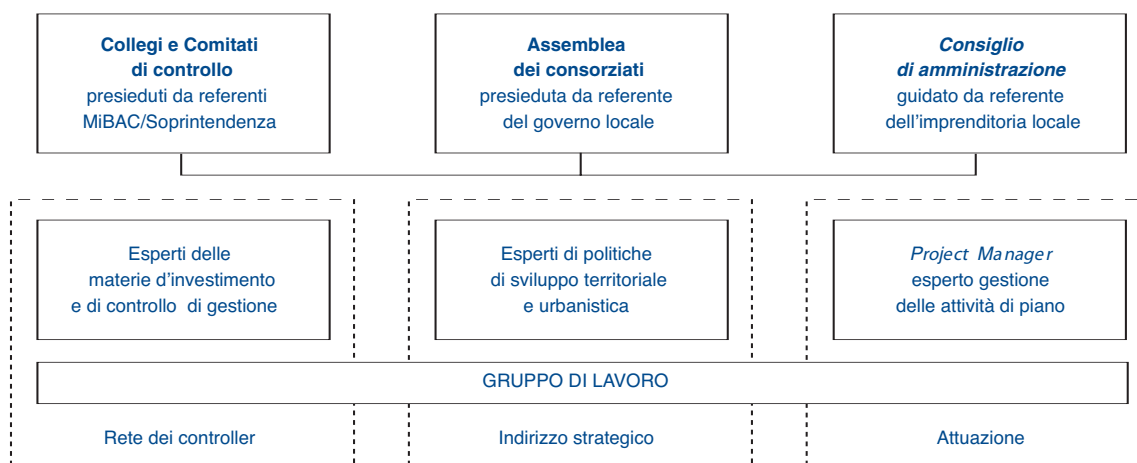 Collegi e Comitati
di controllo
presieduti da referenti
MiBAC/Soprintendenza
Assemblea
dei consorziati
presieduta da referente
del governo locale
Consiglio
di amministrazione
guidato da referente
dell'imprenditoria locale
Esperti delle
materie d'investimento
e di controllo di gestione
Esperti di politiche
di sviluppo territoriale
e urbanistica
Project Manager
esperto gestione
delle attività di piano
GRUPPO DI LAVORO
Rete dei controller
Indirizzo strategico
Attuazione